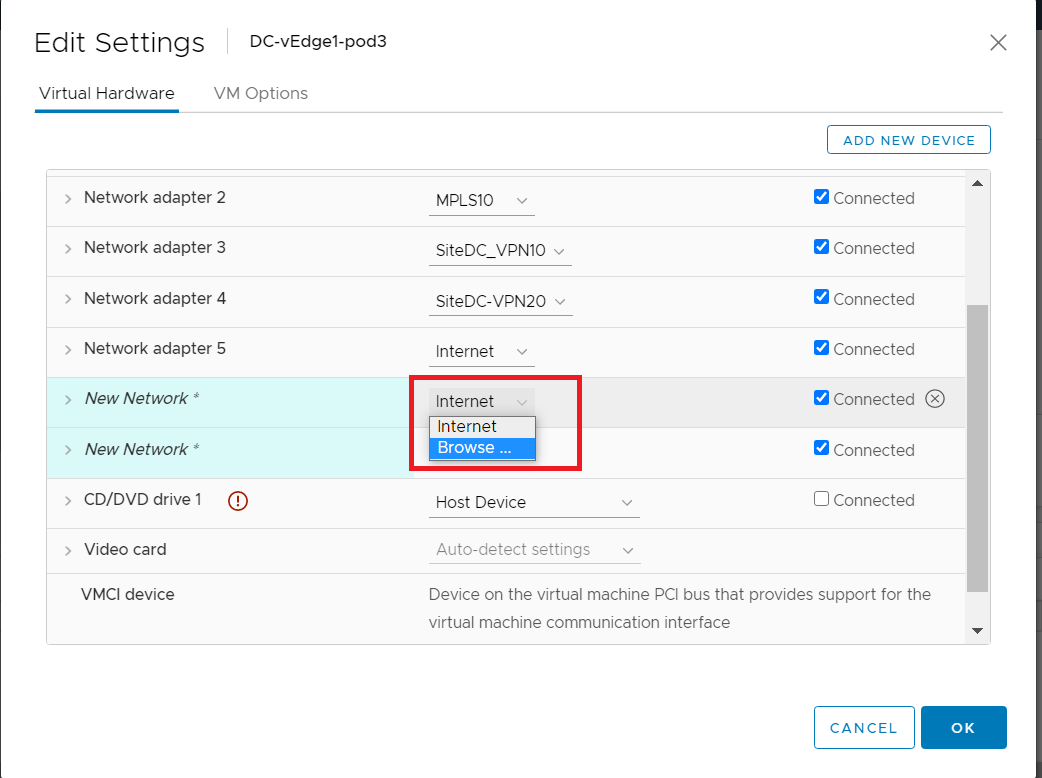 Edit Settings
DC-vEdge1-pod3
Virtual Hardware
VM Options
ADD NEW DEVICE
Network adapter 2
MPLS10
Connected
Network adapter 3
SiteDC_VPN10
Connected
Network adapter 4
SiteDC-VPN20
Connected
Network adapter 5
Internet
Connected
New Network *
Internet
Connected
Internet
Browse ...
New Network *
Connected
CD/DVD drive 1
Host Device
Connected
Video card
Auto-detect settings
VMCI device
Device on the virtual machine PCI bus that provides support for the
virtual machine communication interface
CANCEL
OK